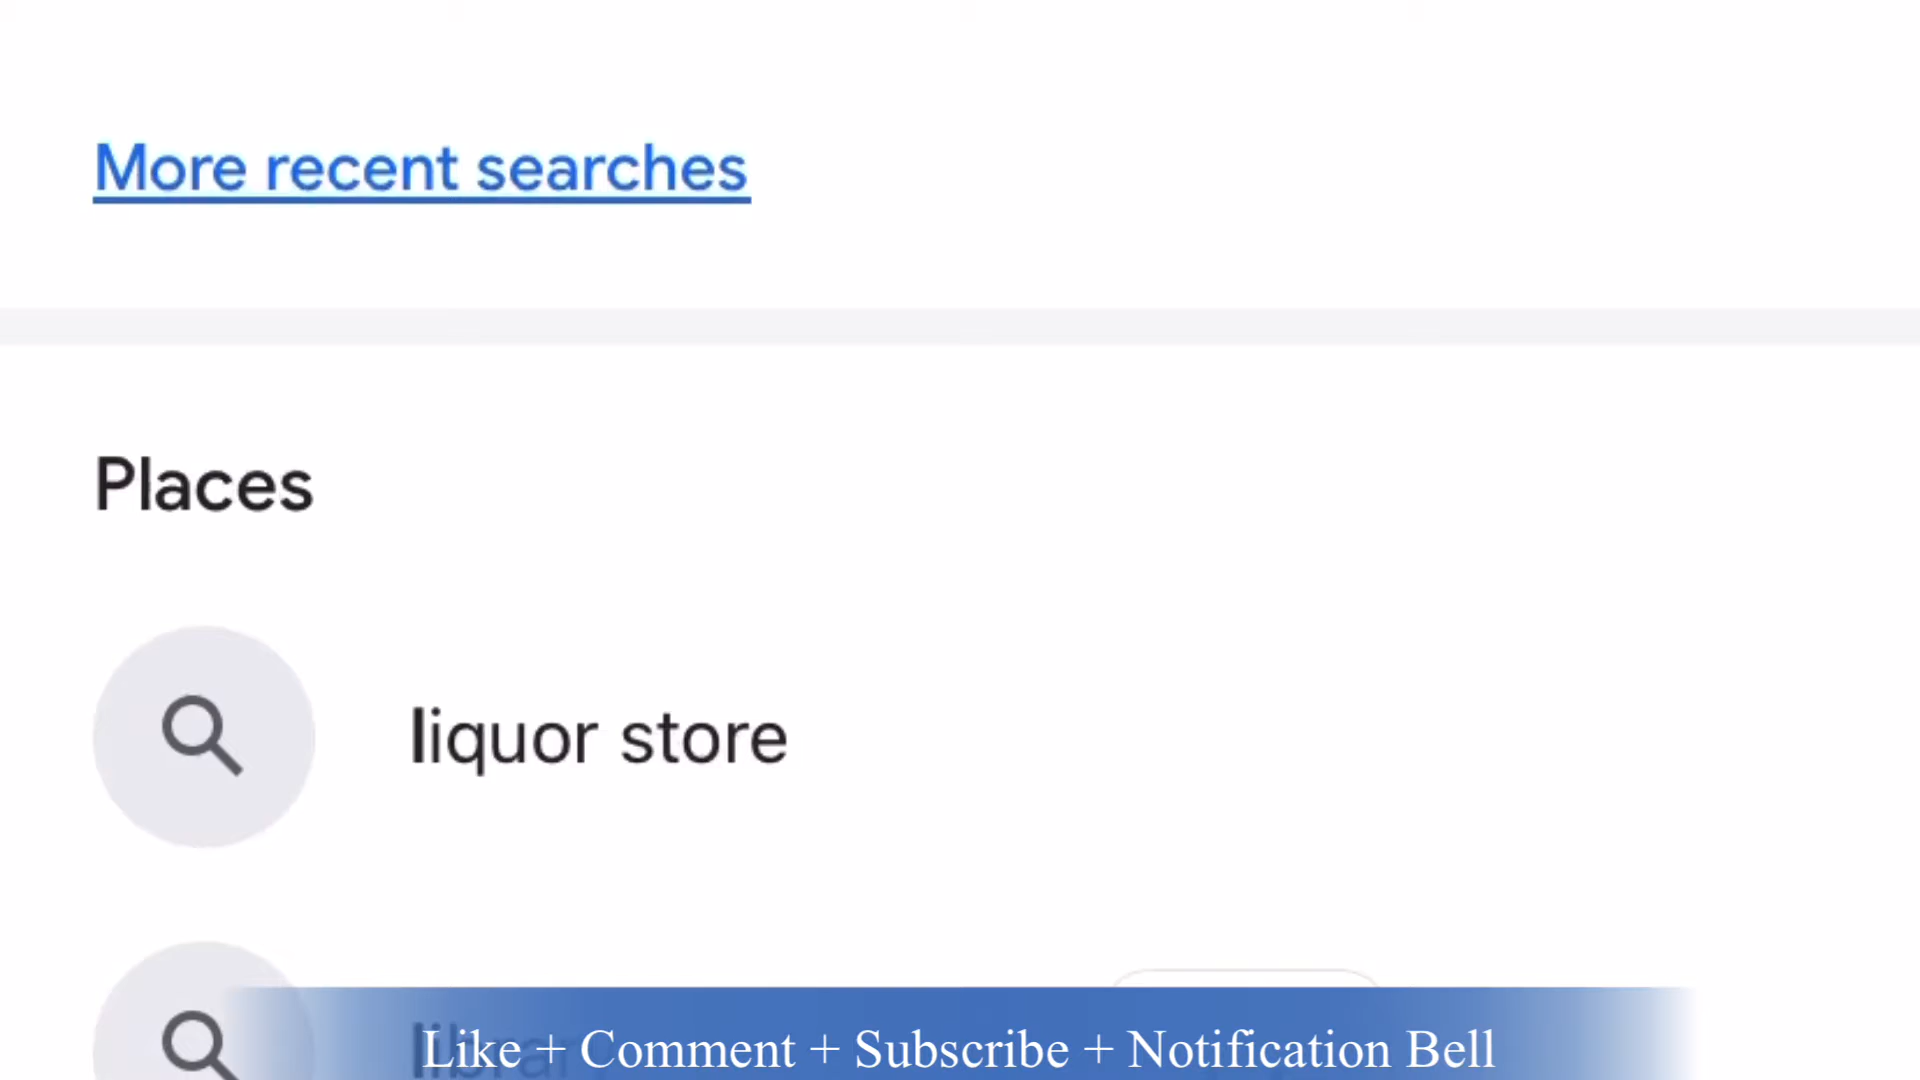 More recent searches
Places
liquor store
Like + Comment + Subscribe + Notification Bell